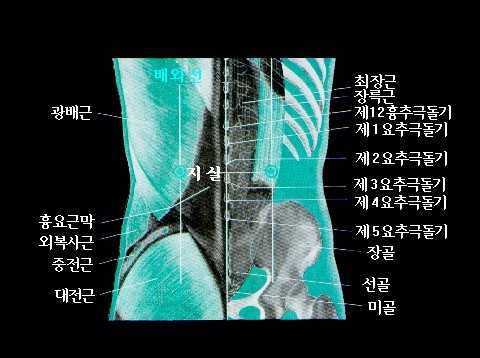 배외선
광배근
지실
흉요근막
외복사근
중전근
대전근
최장근
장륵근
제12흉추극돌기
제1요추극돌기
제2요추극돌기
제3요추극돌기
제4요추극돌기
제5요추극돌기
장골
선골
미골